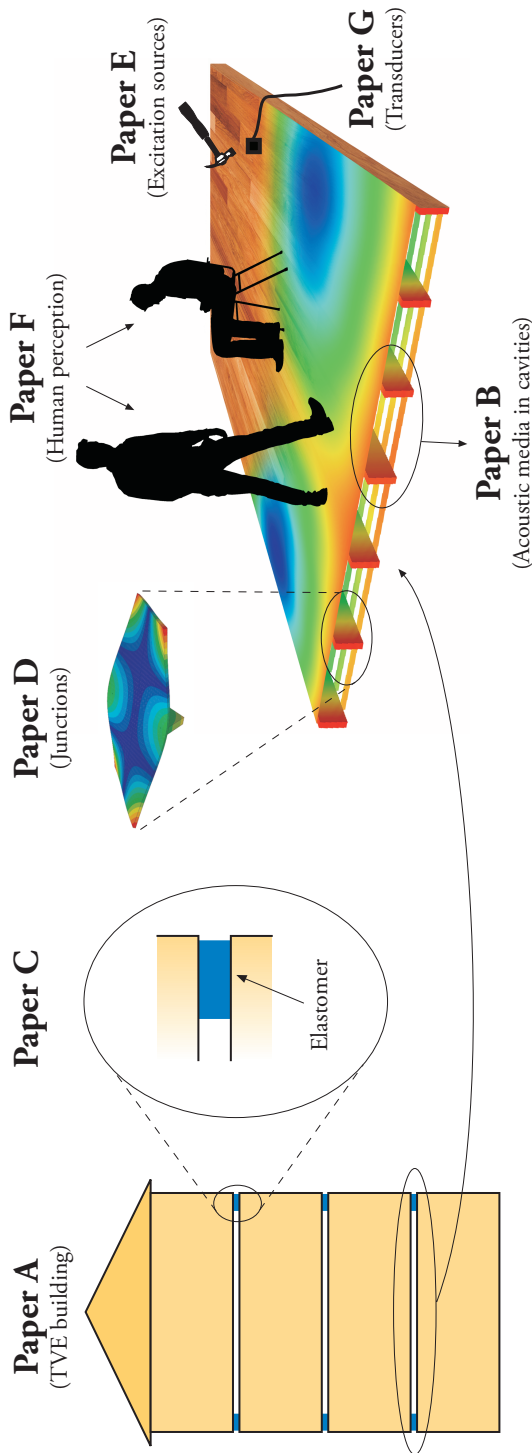 Paper A
(TVE building)
Paper C
Elastomer
Paper D
(Junctions)
Paper F
(Human perception)
Paper E
(Excitation sources)
Paper G
(Transducers)
Paper B
(Acoustic media in cavities)